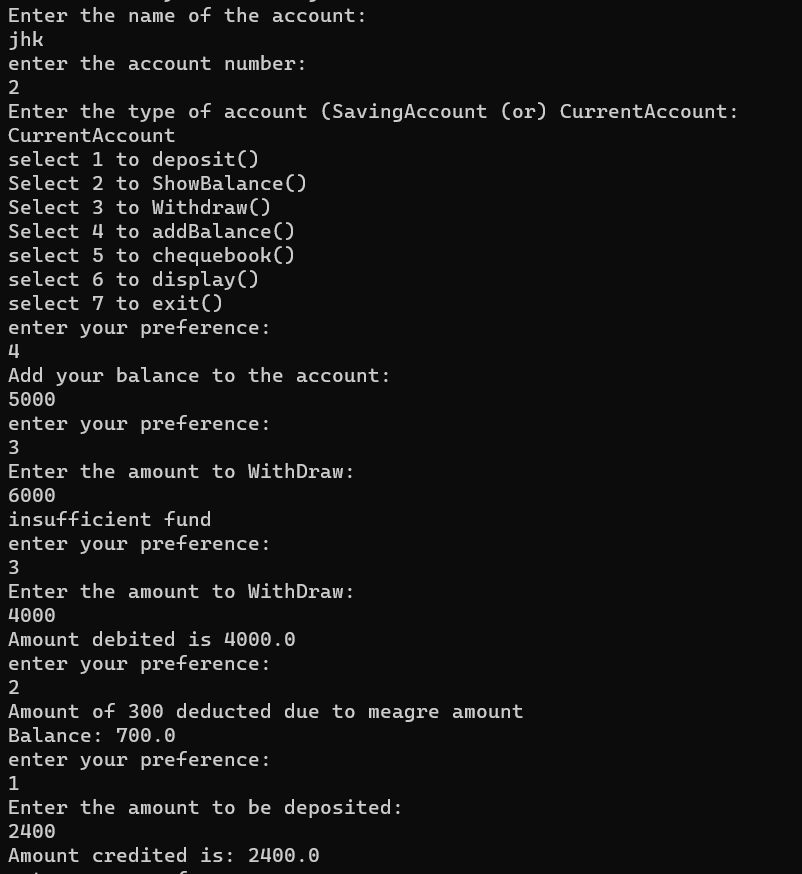 Enter the name of the account:
jhk
enter the account number:
2
Enter the type of account (SavingAccount (or) CurrentAccount:
CurrentAccount
select 1 to deposit()
Select 2 to ShowBalance()
Select 3 to Withdraw()
Select 4 to addBalance()
select 5 to chequebook()
select 6 to display()
select 7 to exit()
enter your preference:
4
Add your balance to the account:
5000
enter your preference:
3
Enter the amount to WithDraw:
6000
insufficient fund
enter your preference:
3
Enter the amount to WithDraw:
4000
Amount debited is 4000.0
enter your preference:
2
Amount of 300 deducted due to meagre amount
Balance: 700.0
enter your preference:
1
Enter the amount to be deposited:
2400
Amount credited is: 2400.0